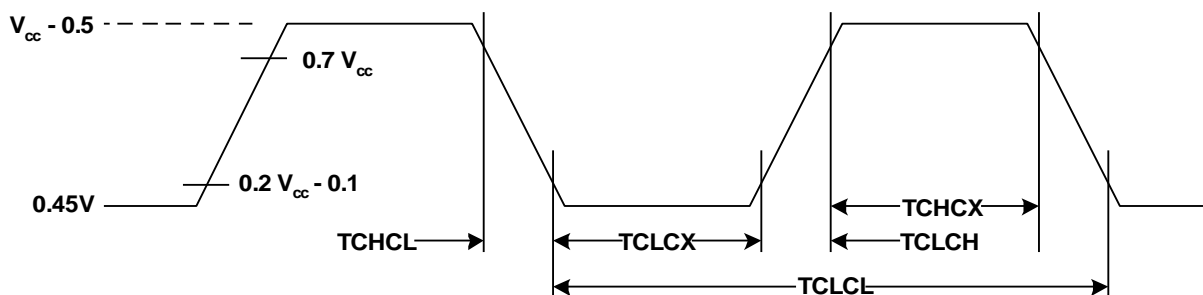 Vcc - 0.5
0.7 Vcc
0.2 Vcc - 0.1
0.45V
TCHCX
TCHCL
TCLCX
TCLCH
TCLCL